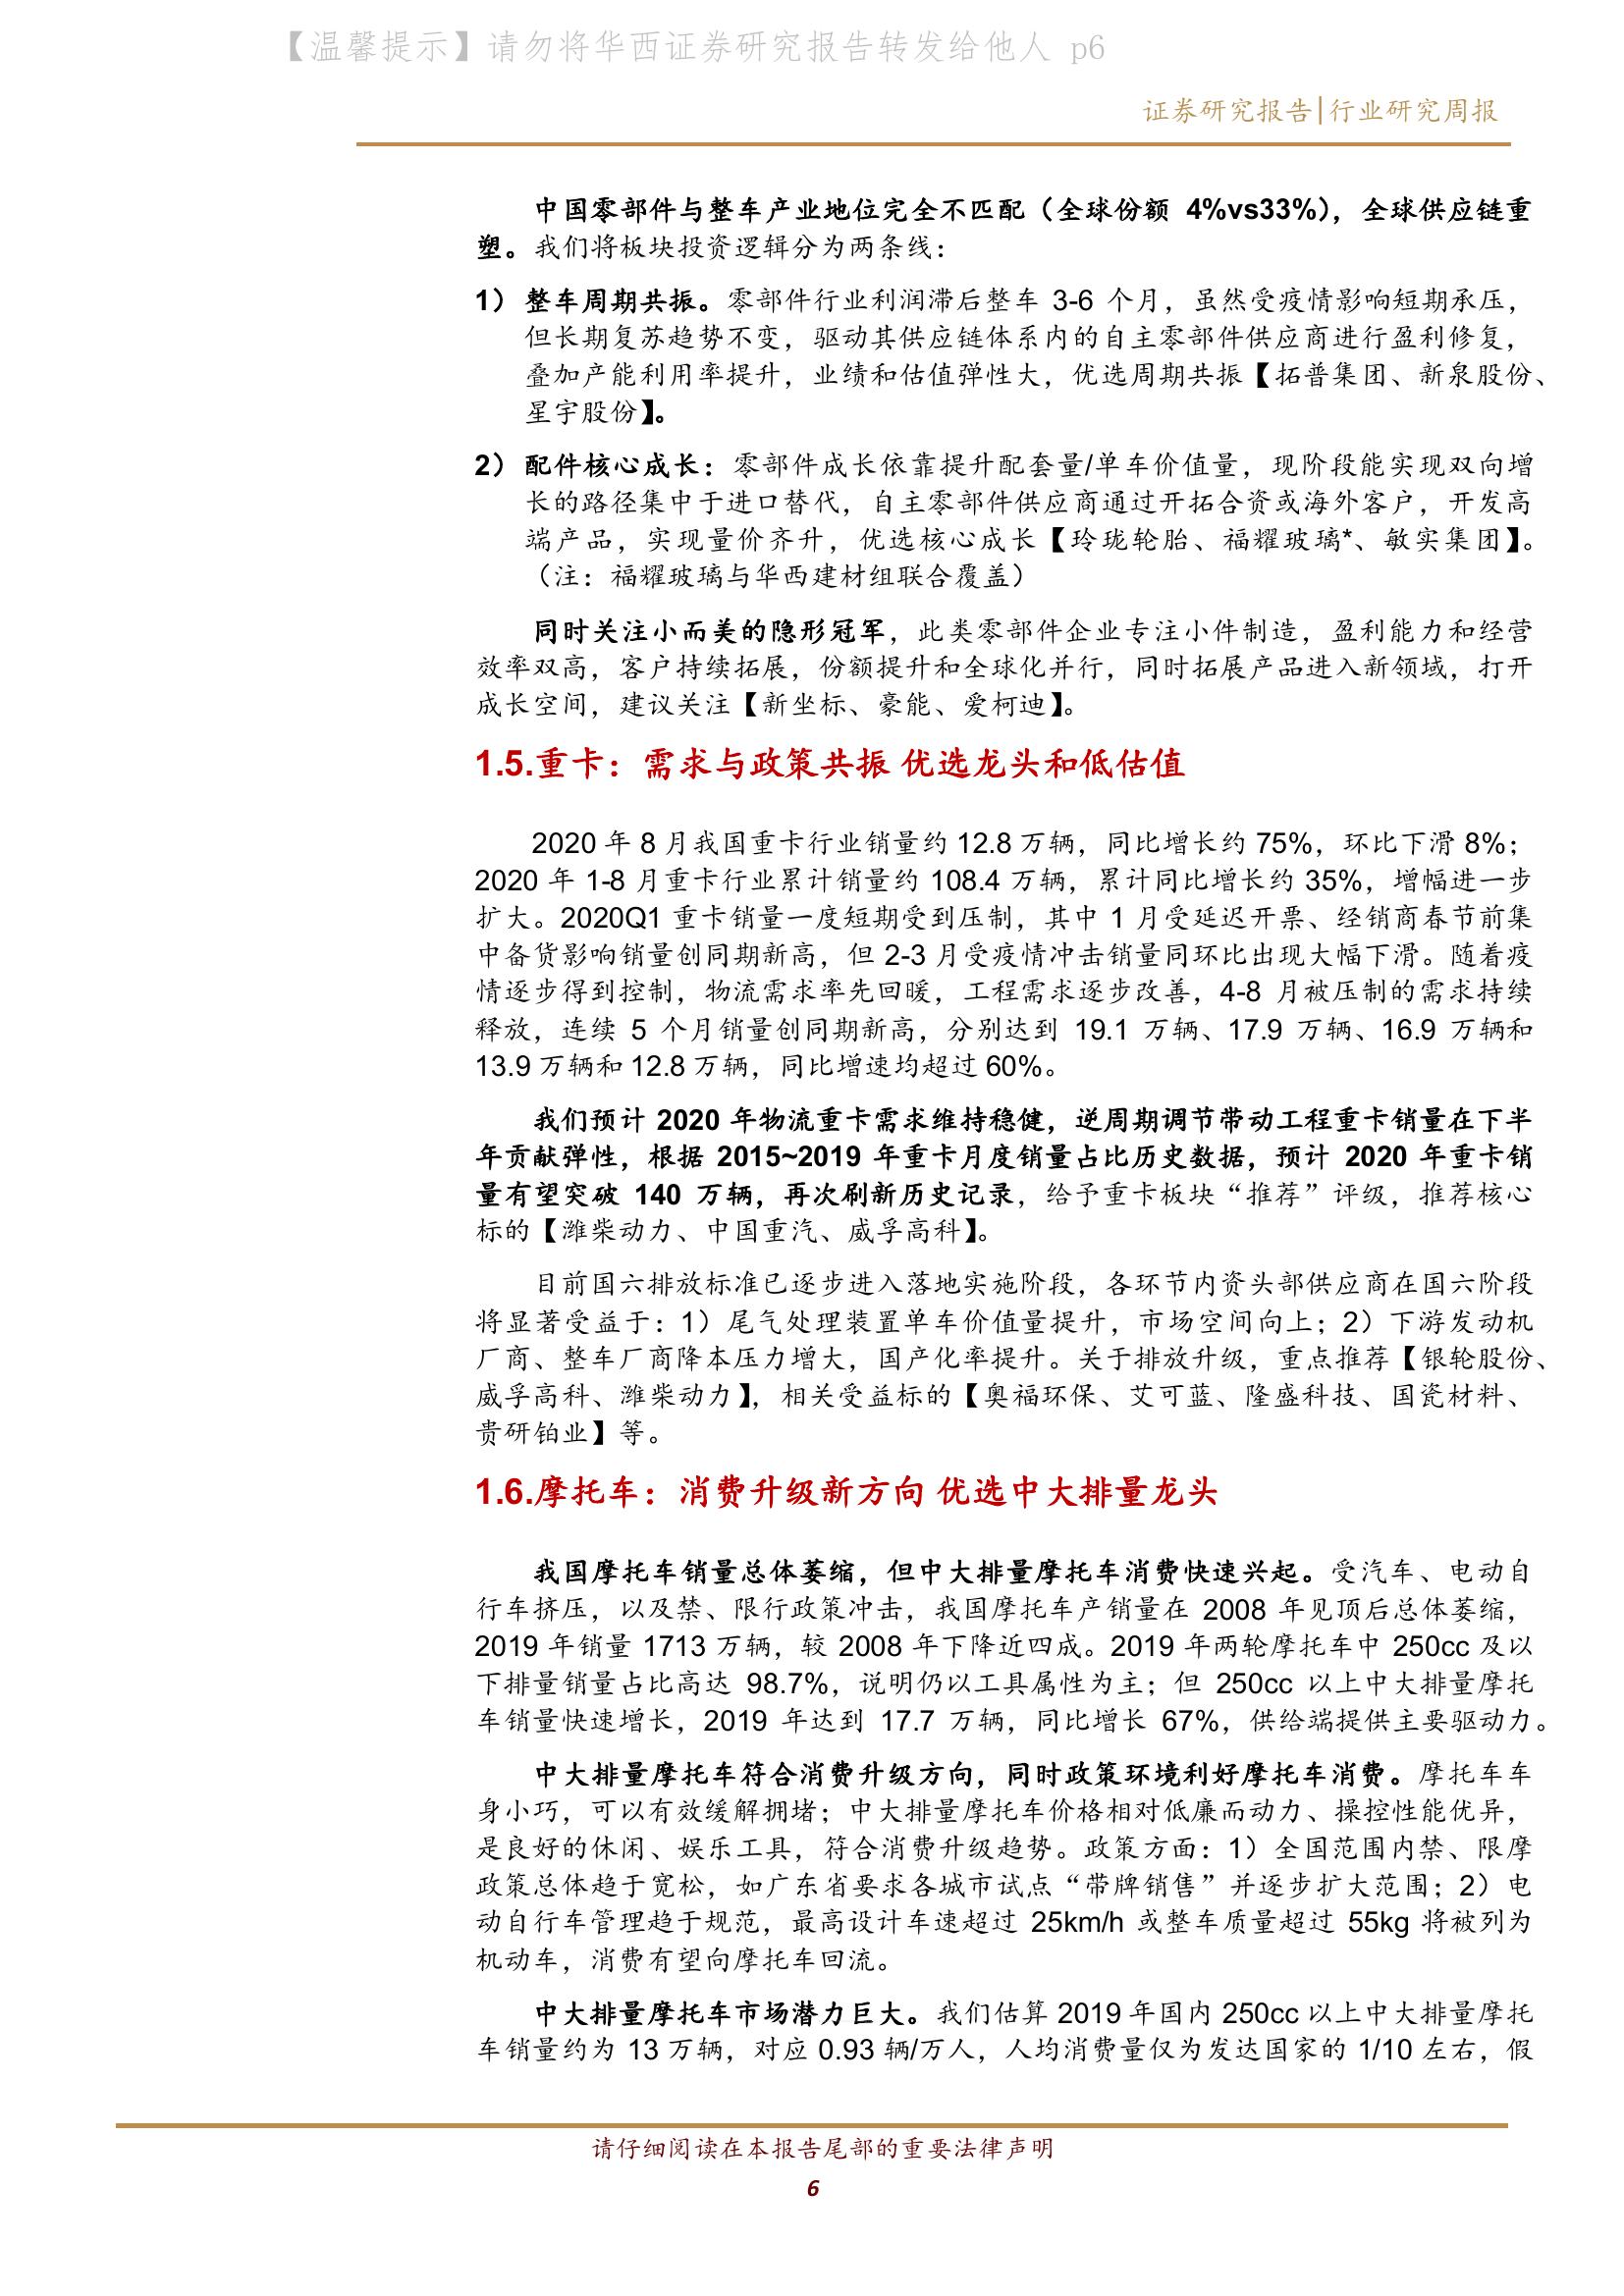 【温馨提示】请勿将华西证券研究报告转发给他人 p6
证券研究报告|行业研究周报
中国零部件与整车产业地位完全不匹配（全球份额 4%vs33%），全球供应链重
塑。我们将板块投资逻辑分为两条线：
1） 整车周期共振。零部件行业利润滞后整车 3-6 个月，虽然受疫情影响短期承压，
但长期复苏趋势不变，驱动其供应链体系内的自主零部件供应商进行盈利修复，
叠加产能利用率提升，业绩和估值弹性大，优选周期共振【拓普集团、新泉股份、
星宇股份】。
2） 配件核心成长：零部件成长依靠提升配套量/单车价值量，现阶段能实现双向增
长的路径集中于进口替代，自主零部件供应商通过开拓合资或海外客户，开发高
端产品，实现量价齐升，优选核心成长【玲珑轮胎、福耀玻璃*、敏实集团】。
（注：福耀玻璃与华西建材组联合覆盖）
同时关注小而美的隐形冠军，此类零部件企业专注小件制造，盈利能力和经营
效率双高，客户持续拓展，份额提升和全球化并行，同时拓展产品进入新领域，打开
成长空间，建议关注【新坐标、豪能、爱柯迪】。
1.5.重卡：需求与政策共振 优选龙头和低估值
2020 年 8 月我国重卡行业销量约 12.8 万辆，同比增长约 75%，环比下滑 8%；
2020 年 1-8 月重卡行业累计销量约 108.4 万辆，累计同比增长约 35%，增幅进一步
扩大。2020Q1 重卡销量一度短期受到压制，其中 1 月受延迟开票、经销商春节前集
中备货影响销量创同期新高，但 2-3 月受疫情冲击销量同环比出现大幅下滑。随着疫
情逐步得到控制，物流需求率先回暖，工程需求逐步改善，4-8 月被压制的需求持续
释放，连续 5 个月销量创同期新高，分别达到 19.1 万辆、17.9 万辆、16.9 万辆和
13.9 万辆和 12.8 万辆，同比增速均超过 60%。
我们预计 2020 年物流重卡需求维持稳健，逆周期调节带动工程重卡销量在下半
年贡献弹性，根据 2015~2019 年重卡月度销量占比历史数据，预计 2020 年重卡销
量有望突破 140 万辆，再次刷新历史记录，给予重卡板块“推荐”评级，推荐核心
标的【潍柴动力、中国重汽、威孚高科】。
目前国六排放标准已逐步进入落地实施阶段，各环节内资头部供应商在国六阶段
将显著受益于：1）尾气处理装置单车价值量提升，市场空间向上；2）下游发动机
厂商、整车厂商降本压力增大，国产化率提升。关于排放升级，重点推荐【银轮股份、
威孚高科、潍柴动力】，相关受益标的【奥福环保、艾可蓝、隆盛科技、国瓷材料、
贵研铂业】等。
1.6.摩托车：消费升级新方向 优选中大排量龙头
我国摩托车销量总体萎缩，但中大排量摩托车消费快速兴起。受汽车、电动自
行车挤压，以及禁、限行政策冲击，我国摩托车产销量在 2008 年见顶后总体萎缩，
2019 年销量 1713 万辆，较 2008 年下降近四成。2019 年两轮摩托车中 250cc 及以
下排量销量占比高达 98.7%，说明仍以工具属性为主；但 250cc 以上中大排量摩托
车销量快速增长，2019 年达到 17.7 万辆，同比增长 67%，供给端提供主要驱动力。
中大排量摩托车符合消费升级方向，同时政策环境利好摩托车消费。摩托车车
身小巧，可以有效缓解拥堵；中大排量摩托车价格相对低廉而动力、操控性能优异，
是良好的休闲、娱乐工具，符合消费升级趋势。政策方面：1）全国范围内禁、限摩
政策总体趋于宽松，如广东省要求各城市试点“带牌销售”并逐步扩大范围；2）电
动自行车管理趋于规范，最高设计车速超过 25km/h 或整车质量超过 55kg 将被列为
机动车，消费有望向摩托车回流。
中大排量摩托车市场潜力巨大。我们估算 2019 年国内 250cc 以上中大排量摩托
车销量约为 13 万辆，对应 0.93 辆/万人，人均消费量仅为发达国家的 1/10 左右，假
请仔细阅读在本报告尾部的重要法律声明
6